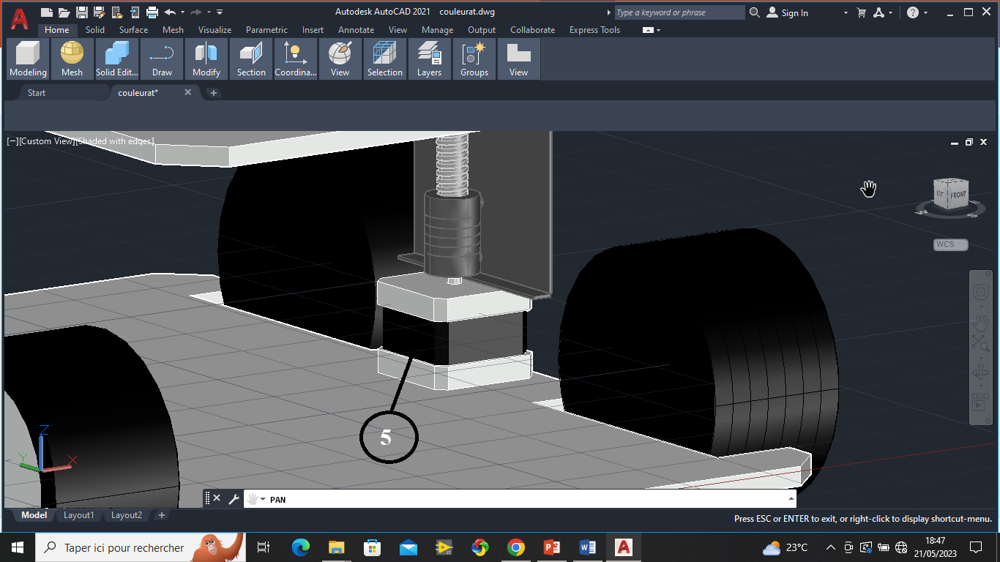 Autodesk AutoCAD 2021 couleurat.dwg
Type a keyword or phrase
Sign In
Home Solid Surface Mesh Visualize Parametric Insert Annotate View Manage Output Collaborate Express Tools
Modeling Mesh Solid Edit... Draw Modify Section Coordina... View Selection Layers Groups View
Start couleurat*
[−][Custom View][Shaded with edges]
LEFT FRONT
W S
WCS
5
Z
Y X
PAN
Model Layout1 Layout2
Press ESC or ENTER to exit, or right-click to display shortcut-menu.
Taper ici pour rechercher
23°C
18:47
21/05/2023